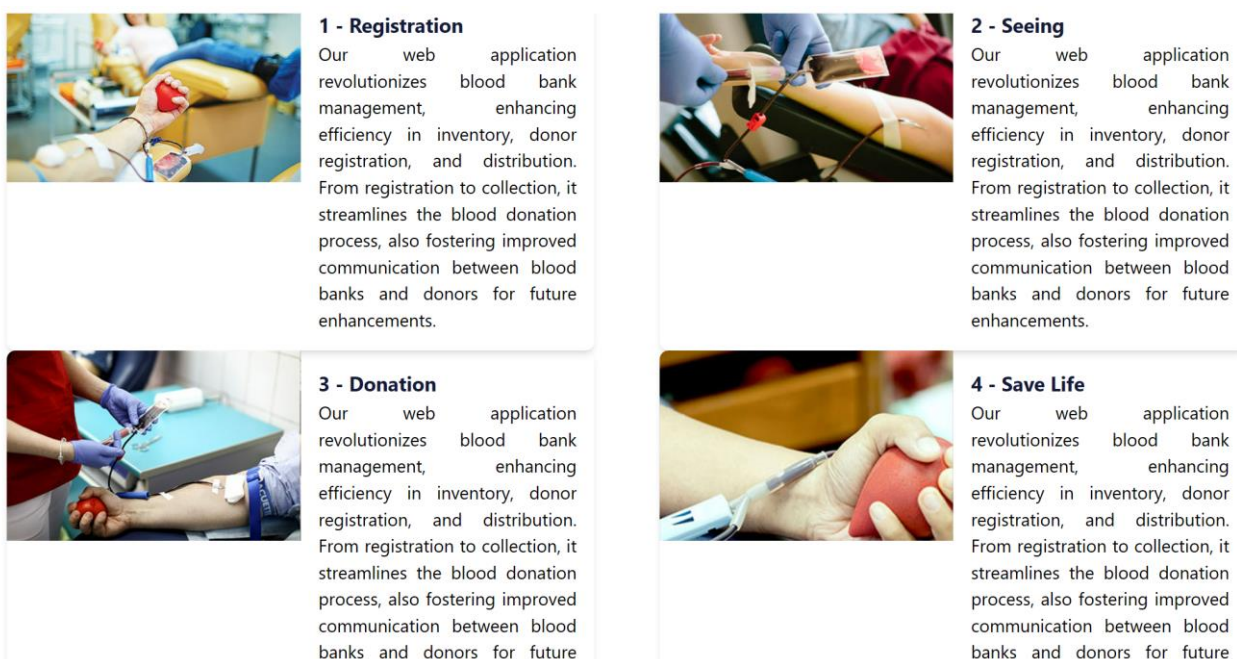 1 - Registration
Our web application
revolutionizes blood bank
management, enhancing
efficiency in inventory, donor
registration, and distribution.
From registration to collection, it
streamlines the blood donation
process, also fostering improved
communication between blood
banks and donors for future
enhancements.
2 - Seeing
Our web application
revolutionizes blood bank
management, enhancing
efficiency in inventory, donor
registration, and distribution.
From registration to collection, it
streamlines the blood donation
process, also fostering improved
communication between blood
banks and donors for future
enhancements.
3 - Donation
Our web application
revolutionizes blood bank
management, enhancing
efficiency in inventory, donor
registration, and distribution.
From registration to collection, it
streamlines the blood donation
process, also fostering improved
communication between blood
banks and donors for future
4 - Save Life
Our web application
revolutionizes blood bank
management, enhancing
efficiency in inventory, donor
registration, and distribution.
From registration to collection, it
streamlines the blood donation
process, also fostering improved
communication between blood
banks and donors for future